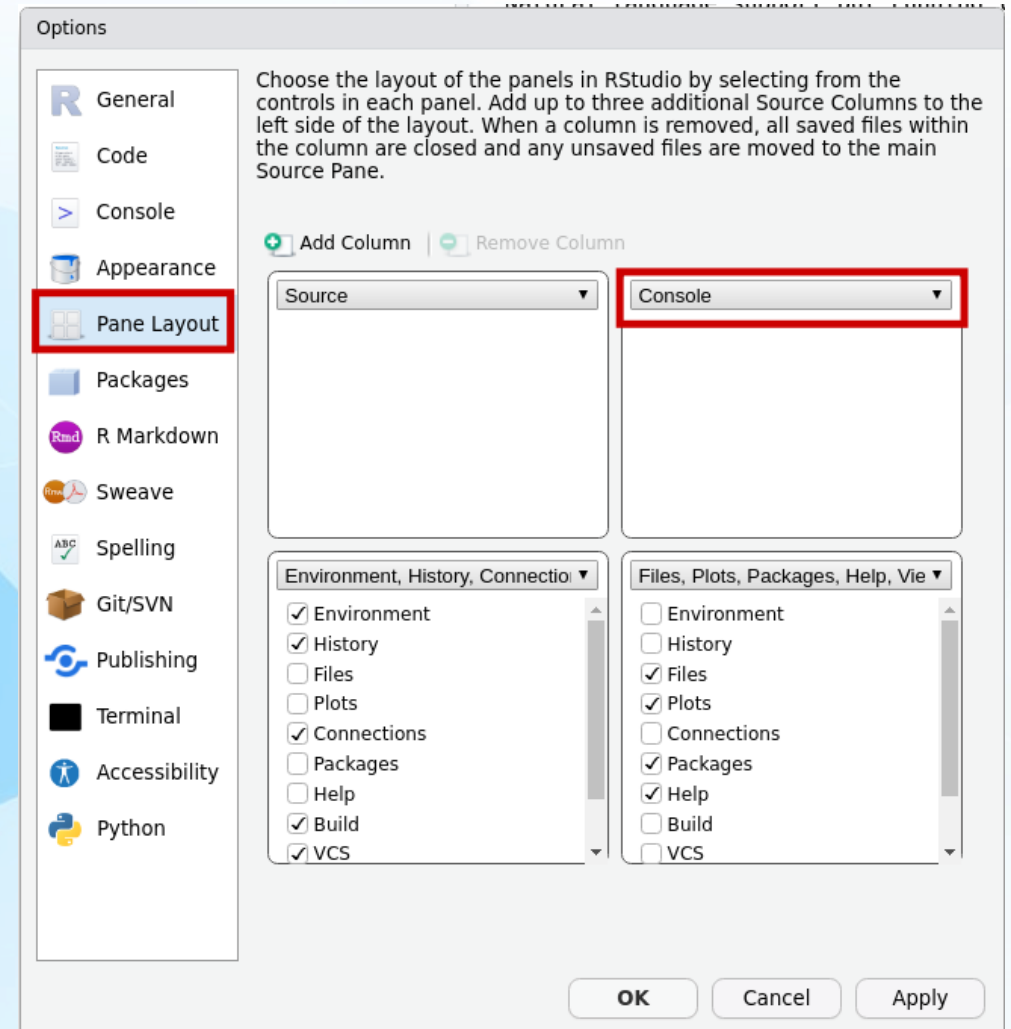 Options
General
Code
Console
Appearance
Pane Layout
Packages
Rmd R Markdown
Sweave
ABC Spelling
Git/SVN
Publishing
Terminal
Accessibility
Python
Choose the layout of the panels in RStudio by selecting from the
controls in each panel. Add up to three additional Source Columns to the
left side of the layout. When a column is removed, all saved files within
the column are closed and any unsaved files are moved to the main
Source Pane.
Add Column
Remove Column
Source
Console
Environment, History, Connectio
Environment
History
Files
Plots
Connections
Packages
Help
Build
VCS
Files, Plots, Packages, Help, Vie
Environment
History
Files
Plots
Connections
Packages
Help
Build
VCS
OK
Cancel
Apply